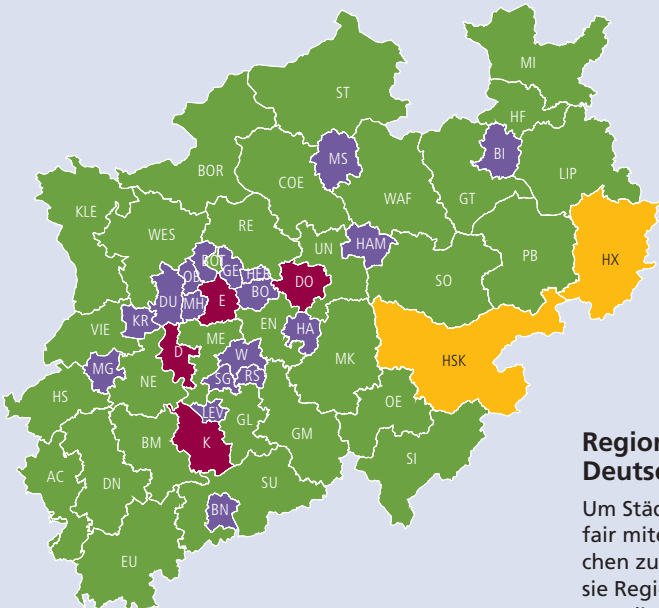 MI
ST
HF
MS
BI
BOR
COE
LIP
WAF
GT
KLE
RE
WES
UN
HAM
PB
HX
BOT
GE
HER
OB
SO
DO
DU
MH
E
BO
KR
EN
HA
VIE
ME
D
W
MK
HSK
MG
NE
SG
RS
HS
OE
LEV
GL
K
BM
GM
SI
AC
DN
SU
BN
EU
Region
Deutsc
Um Städ
fair mite
chen zu
sie Regi